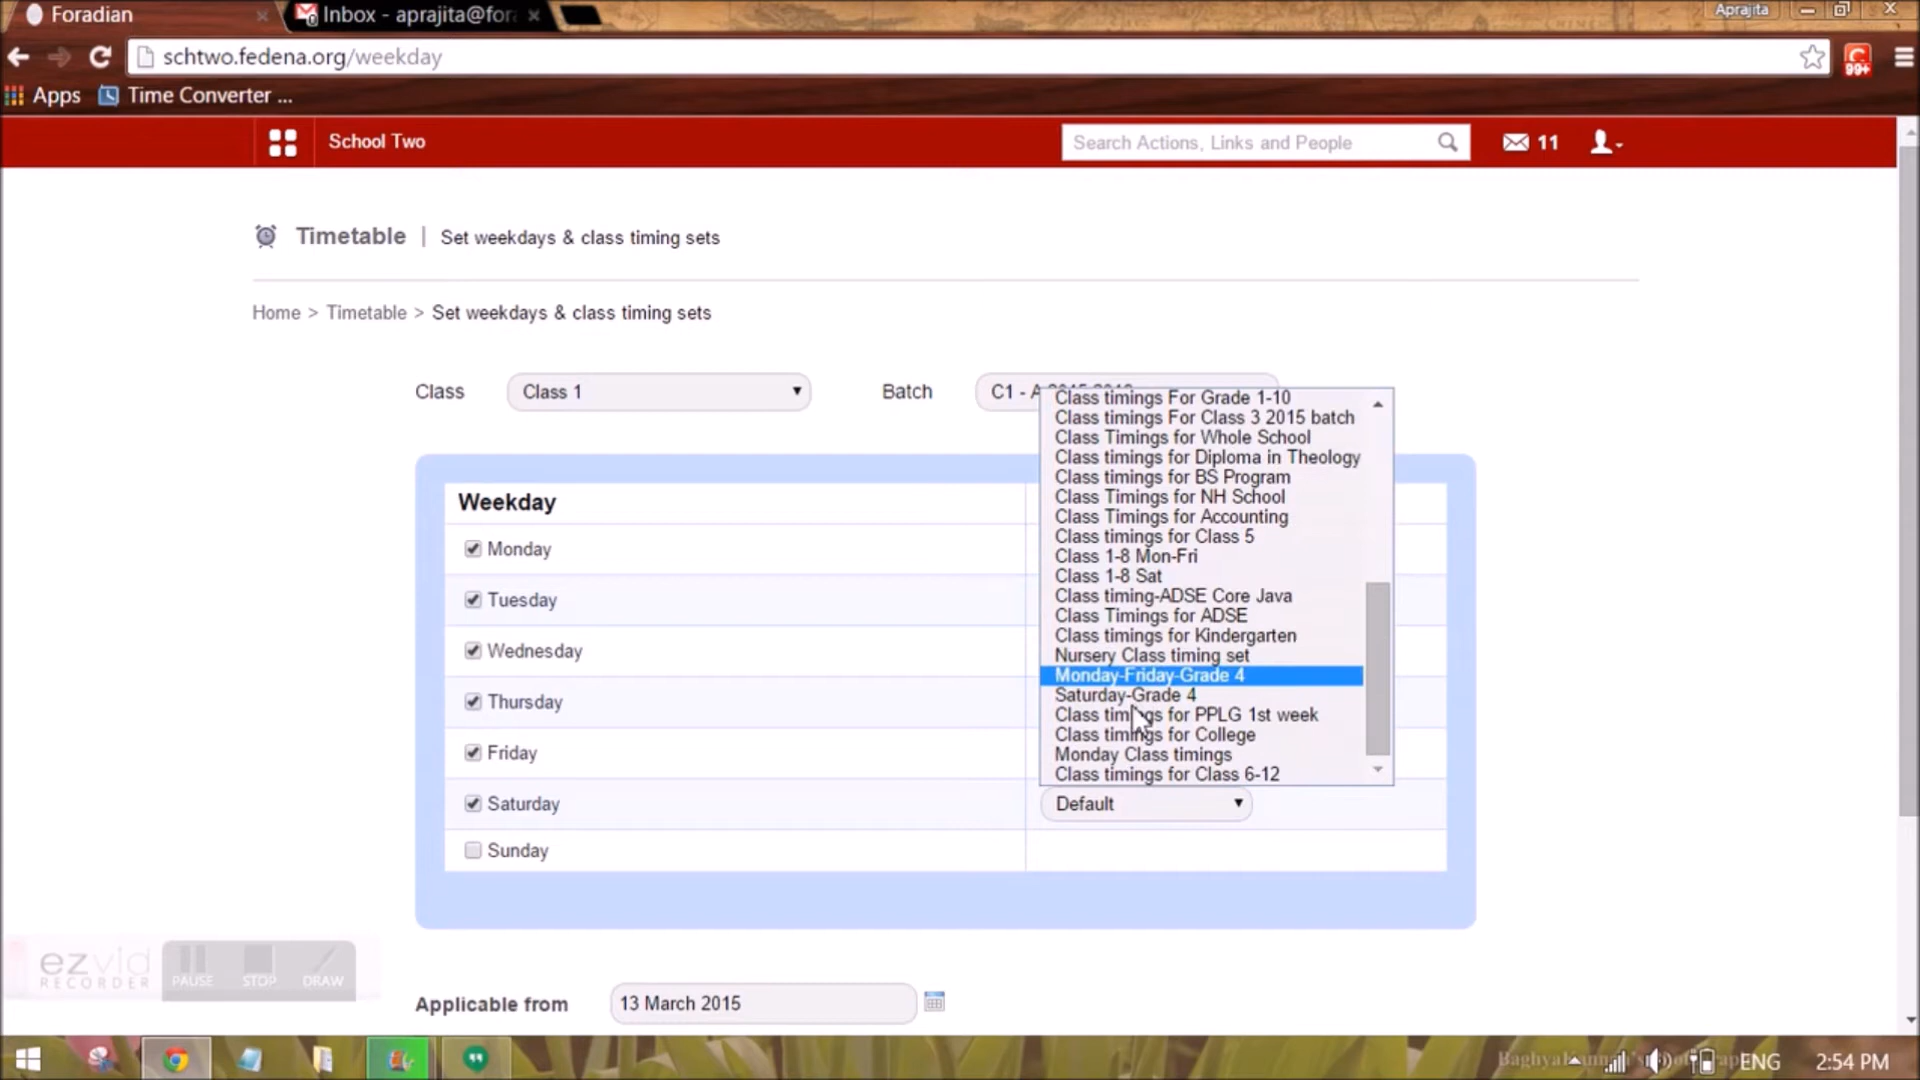 Foradian
Inbox - aprajita@fora
Aprajita
schtwo.fedena.org/weekday
99+
Apps
Time Converter ...
School Two
Search Actions, Links and People
11
Timetable | Set weekdays & class timing sets
Home > Timetable > Set weekdays & class timing sets
Class
Class 1
Batch
C1 - A 2015 2016
Class timings For Grade 1-10
Class timings For Class 3 2015 batch
Class Timings for Whole School
Class timings for Diploma in Theology
Class timings for BS Program
Class Timings for NH School
Class Timings for Accounting
Class timings for Class 5
Class 1-8 Mon-Fri
Class 1-8 Sat
Class timing-ADSE Core Java
Class Timings for ADSE
Class timings for Kindergarten
Nursery Class timing set
Monday-Friday-Grade 4
Saturday-Grade 4
Class timings for PPLG 1st week
Class timings for College
Monday Class timings
Class timings for Class 6-12
Weekday
Monday
Tuesday
Wednesday
Thursday
Friday
Saturday
Default
Sunday
ezvid
RECORDER
PAUSE
STOP
DRAW
Applicable from
13 March 2015
ENG
2:54 PM